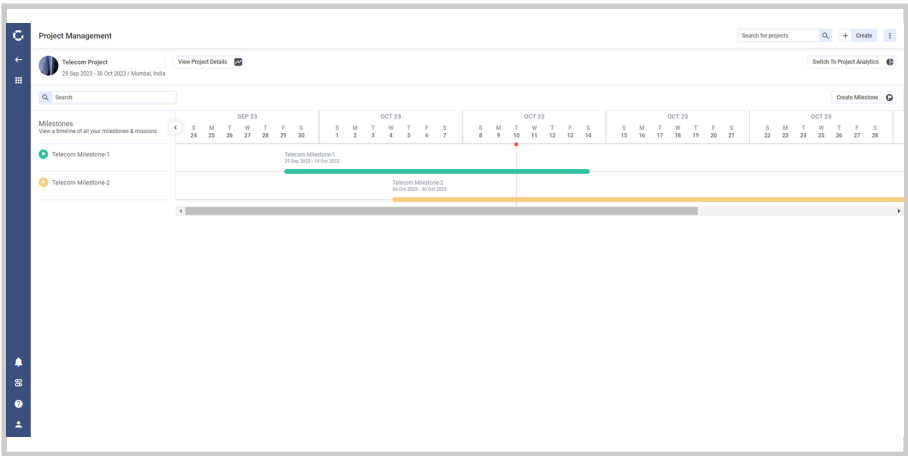 Project Management
Search for projects
Create
Telecom Project
29 Sep 2023 - 30 Oct 2023 / Mumbai, India
View Project Details
Switch To Project Analytics
Search
Create Milestone
Milestones
View a timeline of all your milestones & missions
SEP 23 OCT 23 OCT 23 OCT 23 OCT 23
S M T W T F S S M T W T F S S M T W T F S S M T W T F S S M T W T F S
24 25 26 27 28 29 30 1 2 3 4 5 6 7 8 9 10 11 12 13 14 15 16 17 18 19 20 21 22 23 24 25 26 27 28
Telecom Milestone-1
Telecom Milestone-1
29 Sep 2023 - 14 Oct 2023
Telecom Milestone-2
Telecom Milestone-2
04 Oct 2023 - 30 Oct 2023